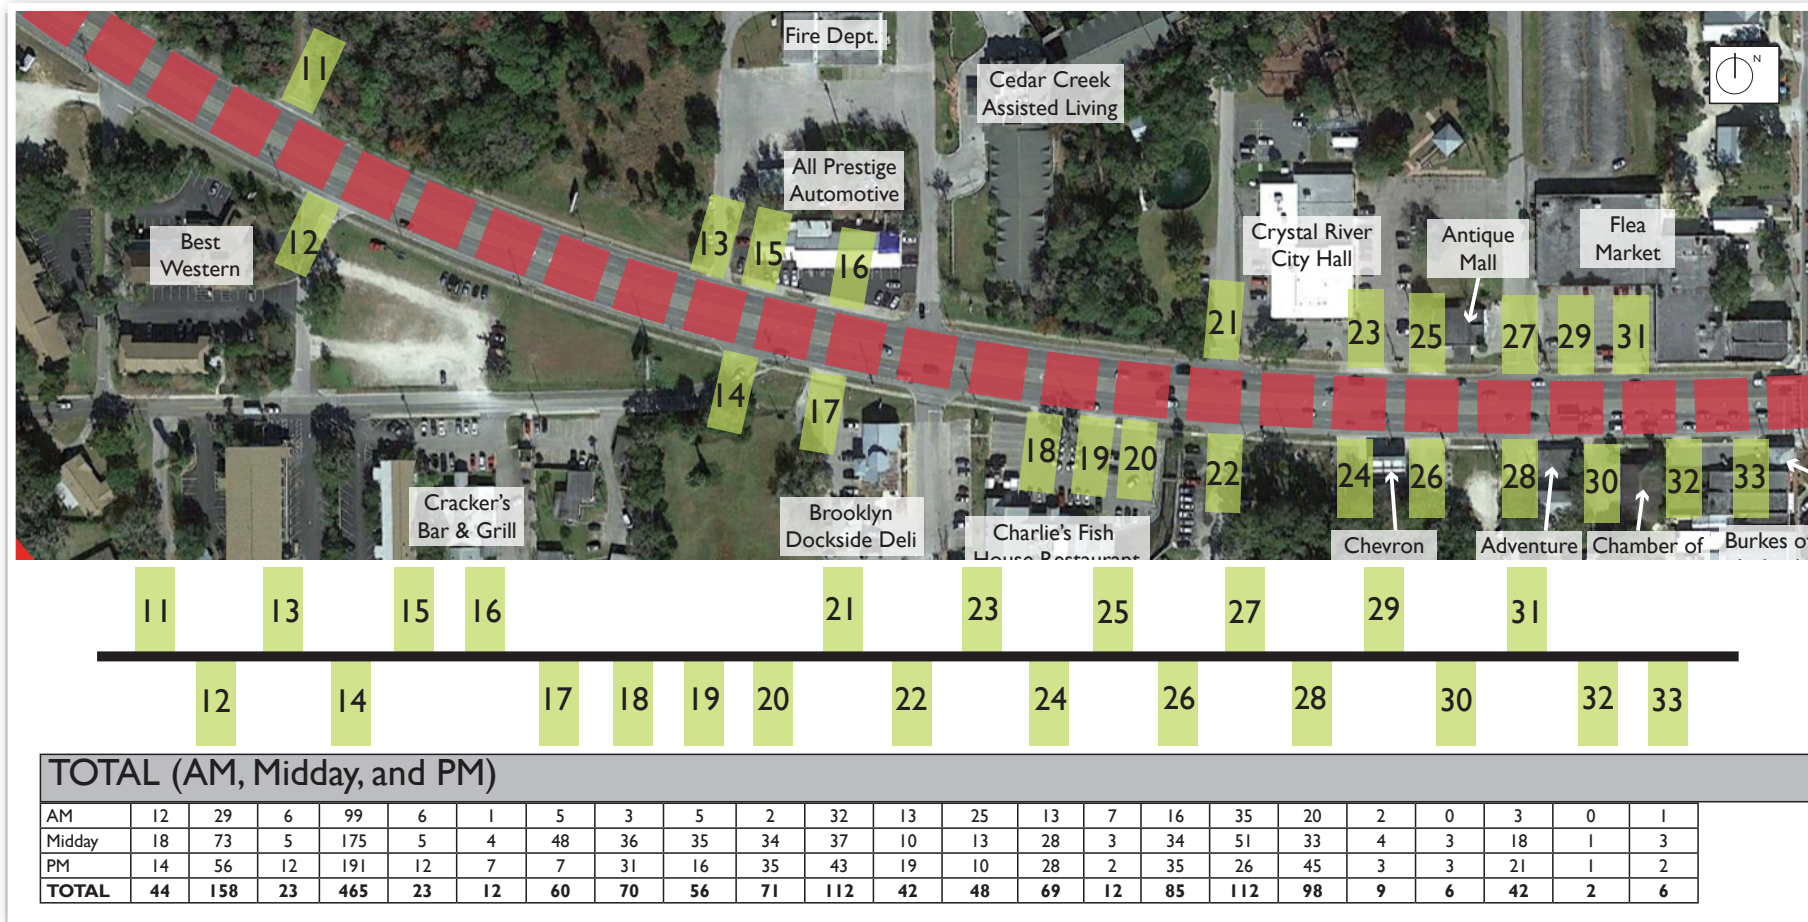 Fire Dept.
N
11
Cedar Creek
Assisted Living
All Prestige
Automotive
12
Best
Western
13
15
16
Crystal River
City Hall
Antique
Mall
Flea
Market
21
23
25
27
29
31
14
17
18
19
20
22
24
26
28
30
32
33
Cracker's
Bar & Grill
Brooklyn
Dockside Deli
Charlie's Fish
House Restaurant
Chevron
Adventure
Chamber of
Burkes of
11 13 15 16 21 23 25 27 29 31
12 14 17 18 19 20 22 24 26 28 30 32 33
TOTAL (AM, Midday, and PM)
AM 12 29 6 99 6 1 5 3 5 2 32 13 25 13 7 16 35 20 2 0 3 0 1
Midday 18 73 5 175 5 4 48 36 35 34 37 10 13 28 3 34 51 33 4 3 18 1 3
PM 14 56 12 191 12 7 7 31 16 35 43 19 10 28 2 35 26 45 3 3 21 1 2
TOTAL 44 158 23 465 23 12 60 70 56 71 112 42 48 69 12 85 112 98 9 6 42 2 6